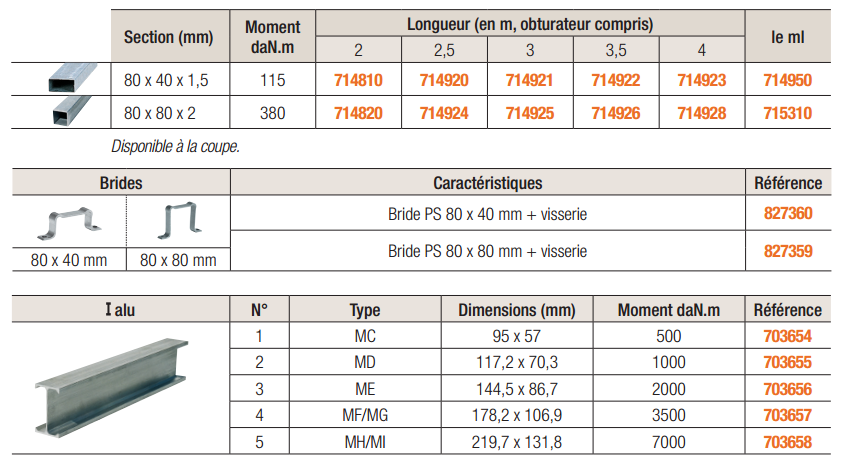 Section (mm) Moment daN.m Longueur (en m, obturateur compris) le ml
2 2,5 3 3,5 4
80 x 40 x 1,5 115 714810 714920 714921 714922 714923 714950
80 x 80 x 2 380 714820 714924 714925 714926 714928 715310
Disponible à la coupe.
Brides Caractéristiques Référence
Bride PS 80 x 40 mm + visserie 827360
Bride PS 80 x 80 mm + visserie 827359
80 x 40 mm 80 x 80 mm
I alu N° Type Dimensions (mm) Moment daN.m Référence
1 MC 95 x 57 500 703654
2 MD 117,2 x 70,3 1000 703655
3 ME 144,5 x 86,7 2000 703656
4 MF/MG 178,2 x 106,9 3500 703657
5 MH/MI 219,7 x 131,8 7000 703658